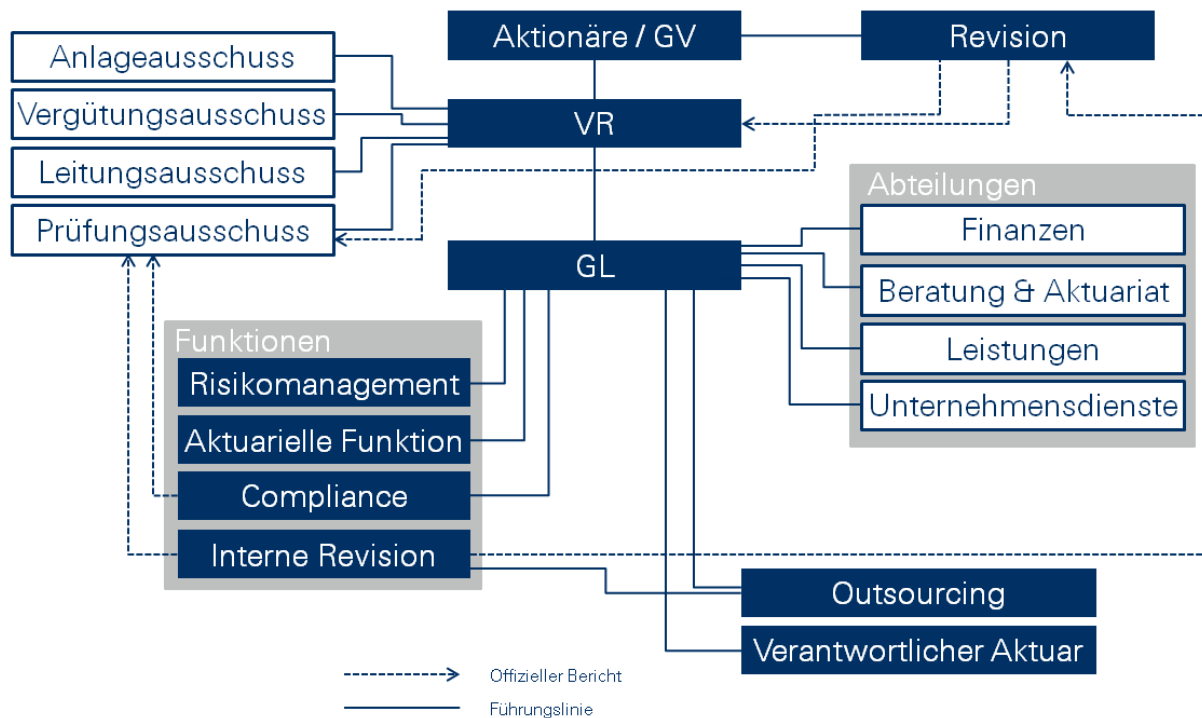 Aktionäre / GV
Revision
Anlageausschuss
Vergütungsausschuss
VR
Leitungsausschuss
Prüfungsausschuss
Abteilungen
Finanzen
GL
Beratung & Aktuariat
Leistungen
Unternehmensdienste
Funktionen
Risikomanagement
Aktuarielle Funktion
Compliance
Interne Revision
Outsourcing
Verantwortlicher Aktuar
Offizieller Bericht
Führungslinie